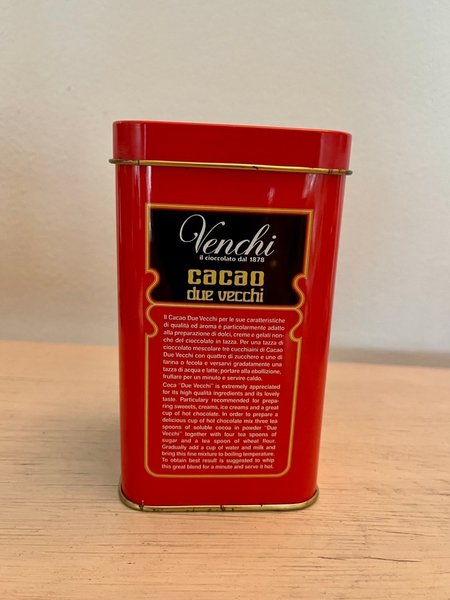 Venchi
il cioccolato dal 1878
cacao
due vecchi
Il Cacao Due Vecchi per le sue caratteristiche
di qualità ed aroma è particolarmente adatto
alla preparazione di dolci, creme e gelati non-
chè del cioccolato in tazza. Per una tazza di
cioccolato mescolare tre cucchiaini di Cacao
Due Vecchi con quattro di zucchero e uno di
farina o fecola e versarvi gradatamente una
tazza di acqua e latte; portare alla ebollizione,
frullare per un minuto e servire caldo.
Coca "Due Vecchi" is extremely appreciated
for its high quality ingredients and its lovely
taste. Particulary recommended for prepa-
ring sweeets, creams, ice creams and a great
cup of hot chocolate. In order to prepare a
delicious cup of hot chocolate mix three tea
spoons of soluble cocoa in powder "Due
Vecchi" together with four tea spoons of
sugar and a tea spoon of wheat flour.
Gradually add a cup of water and milk and
bring this fine mixture to boiling temperature.
To obtain best result is suggested to whip
this great blend for a minute and serve it hot.